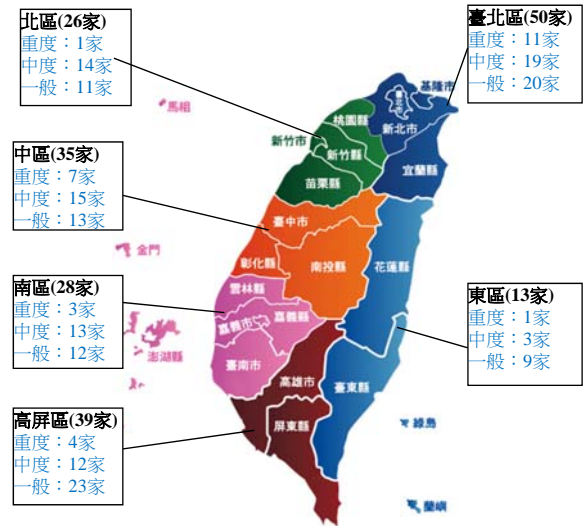 北區(26家)
重度：1家
中度：14家
一般：11家
臺北區(50家)
重度：11家
中度：19家
一般：20家
中區(35家)
重度：7家
中度：15家
一般：13家
南區(28家)
重度：3家
中度：13家
一般：12家
東區(13家)
重度：1家
中度：3家
一般：9家
高屏區(39家)
重度：4家
中度：12家
一般：23家
馬祖
基隆市
臺北市
新北市
桃園縣
新竹市
新竹縣
宜蘭縣
苗栗縣
臺中市
金門
彰化縣
南投縣
花蓮縣
雲林縣
嘉義市
嘉義縣
澎湖縣
臺南市
高雄市
臺東縣
屏東縣
綠島
蘭嶼